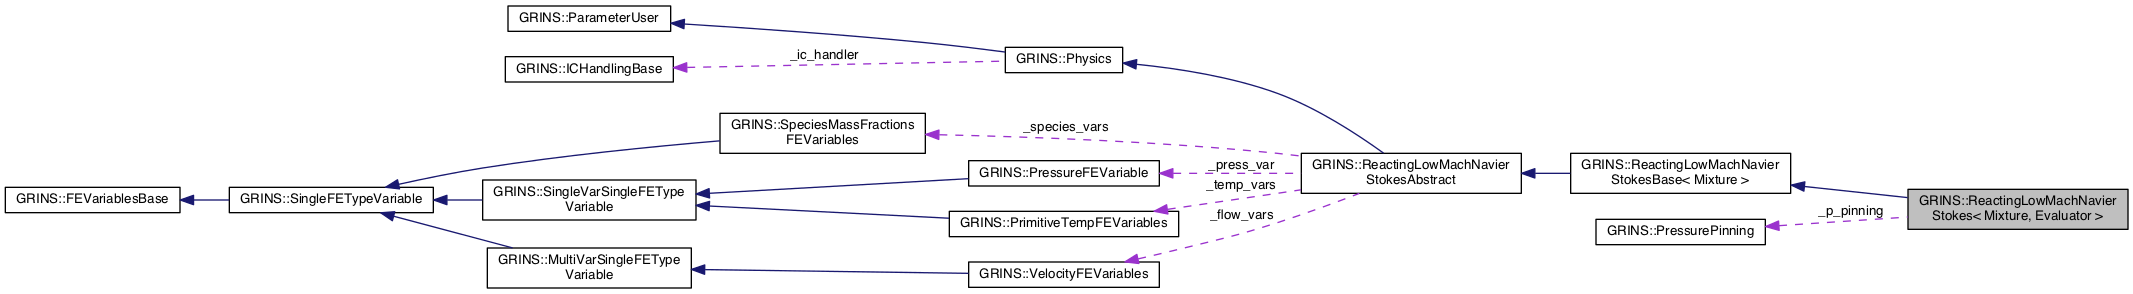 GRINS::ParameterUser
GRINS::ICHandlingBase
_ic_handler
GRINS::Physics
GRINS::SpeciesMassFractions
FEVariables
_species_vars
GRINS::FEVariablesBase
GRINS::SingleFETypeVariable
GRINS::SingleVarSingleFEType
Variable
GRINS::MultiVarSingleFEType
Variable
GRINS::PressureFEVariable
GRINS::PrimitiveTempFEVariables
GRINS::VelocityFEVariables
_press_var
_temp_vars
_flow_vars
GRINS::ReactingLowMachNavier
StokesAbstract
GRINS::ReactingLowMachNavier
StokesBase< Mixture >
GRINS::PressurePinning
_p_pinning
GRINS::ReactingLowMachNavier
Stokes< Mixture, Evaluator >